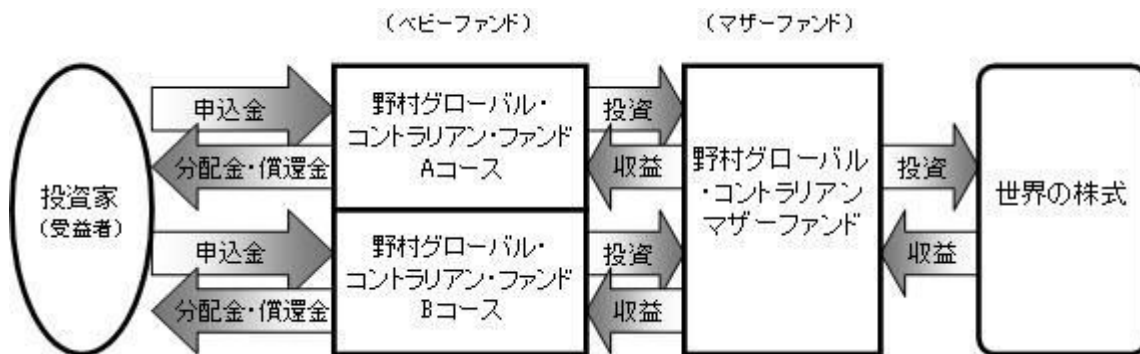 （ベビーファンド）
（マザーファンド）
投資家
（受益者）
申込金
分配金・償還金
申込金
分配金・償還金
野村グローバル・
コントラリアン・ファンド
Aコース
野村グローバル・
コントラリアン・ファンド
Bコース
投資
収益
投資
収益
野村グローバル
・コントラリアン
マザーファンド
投資
収益
世界の株式